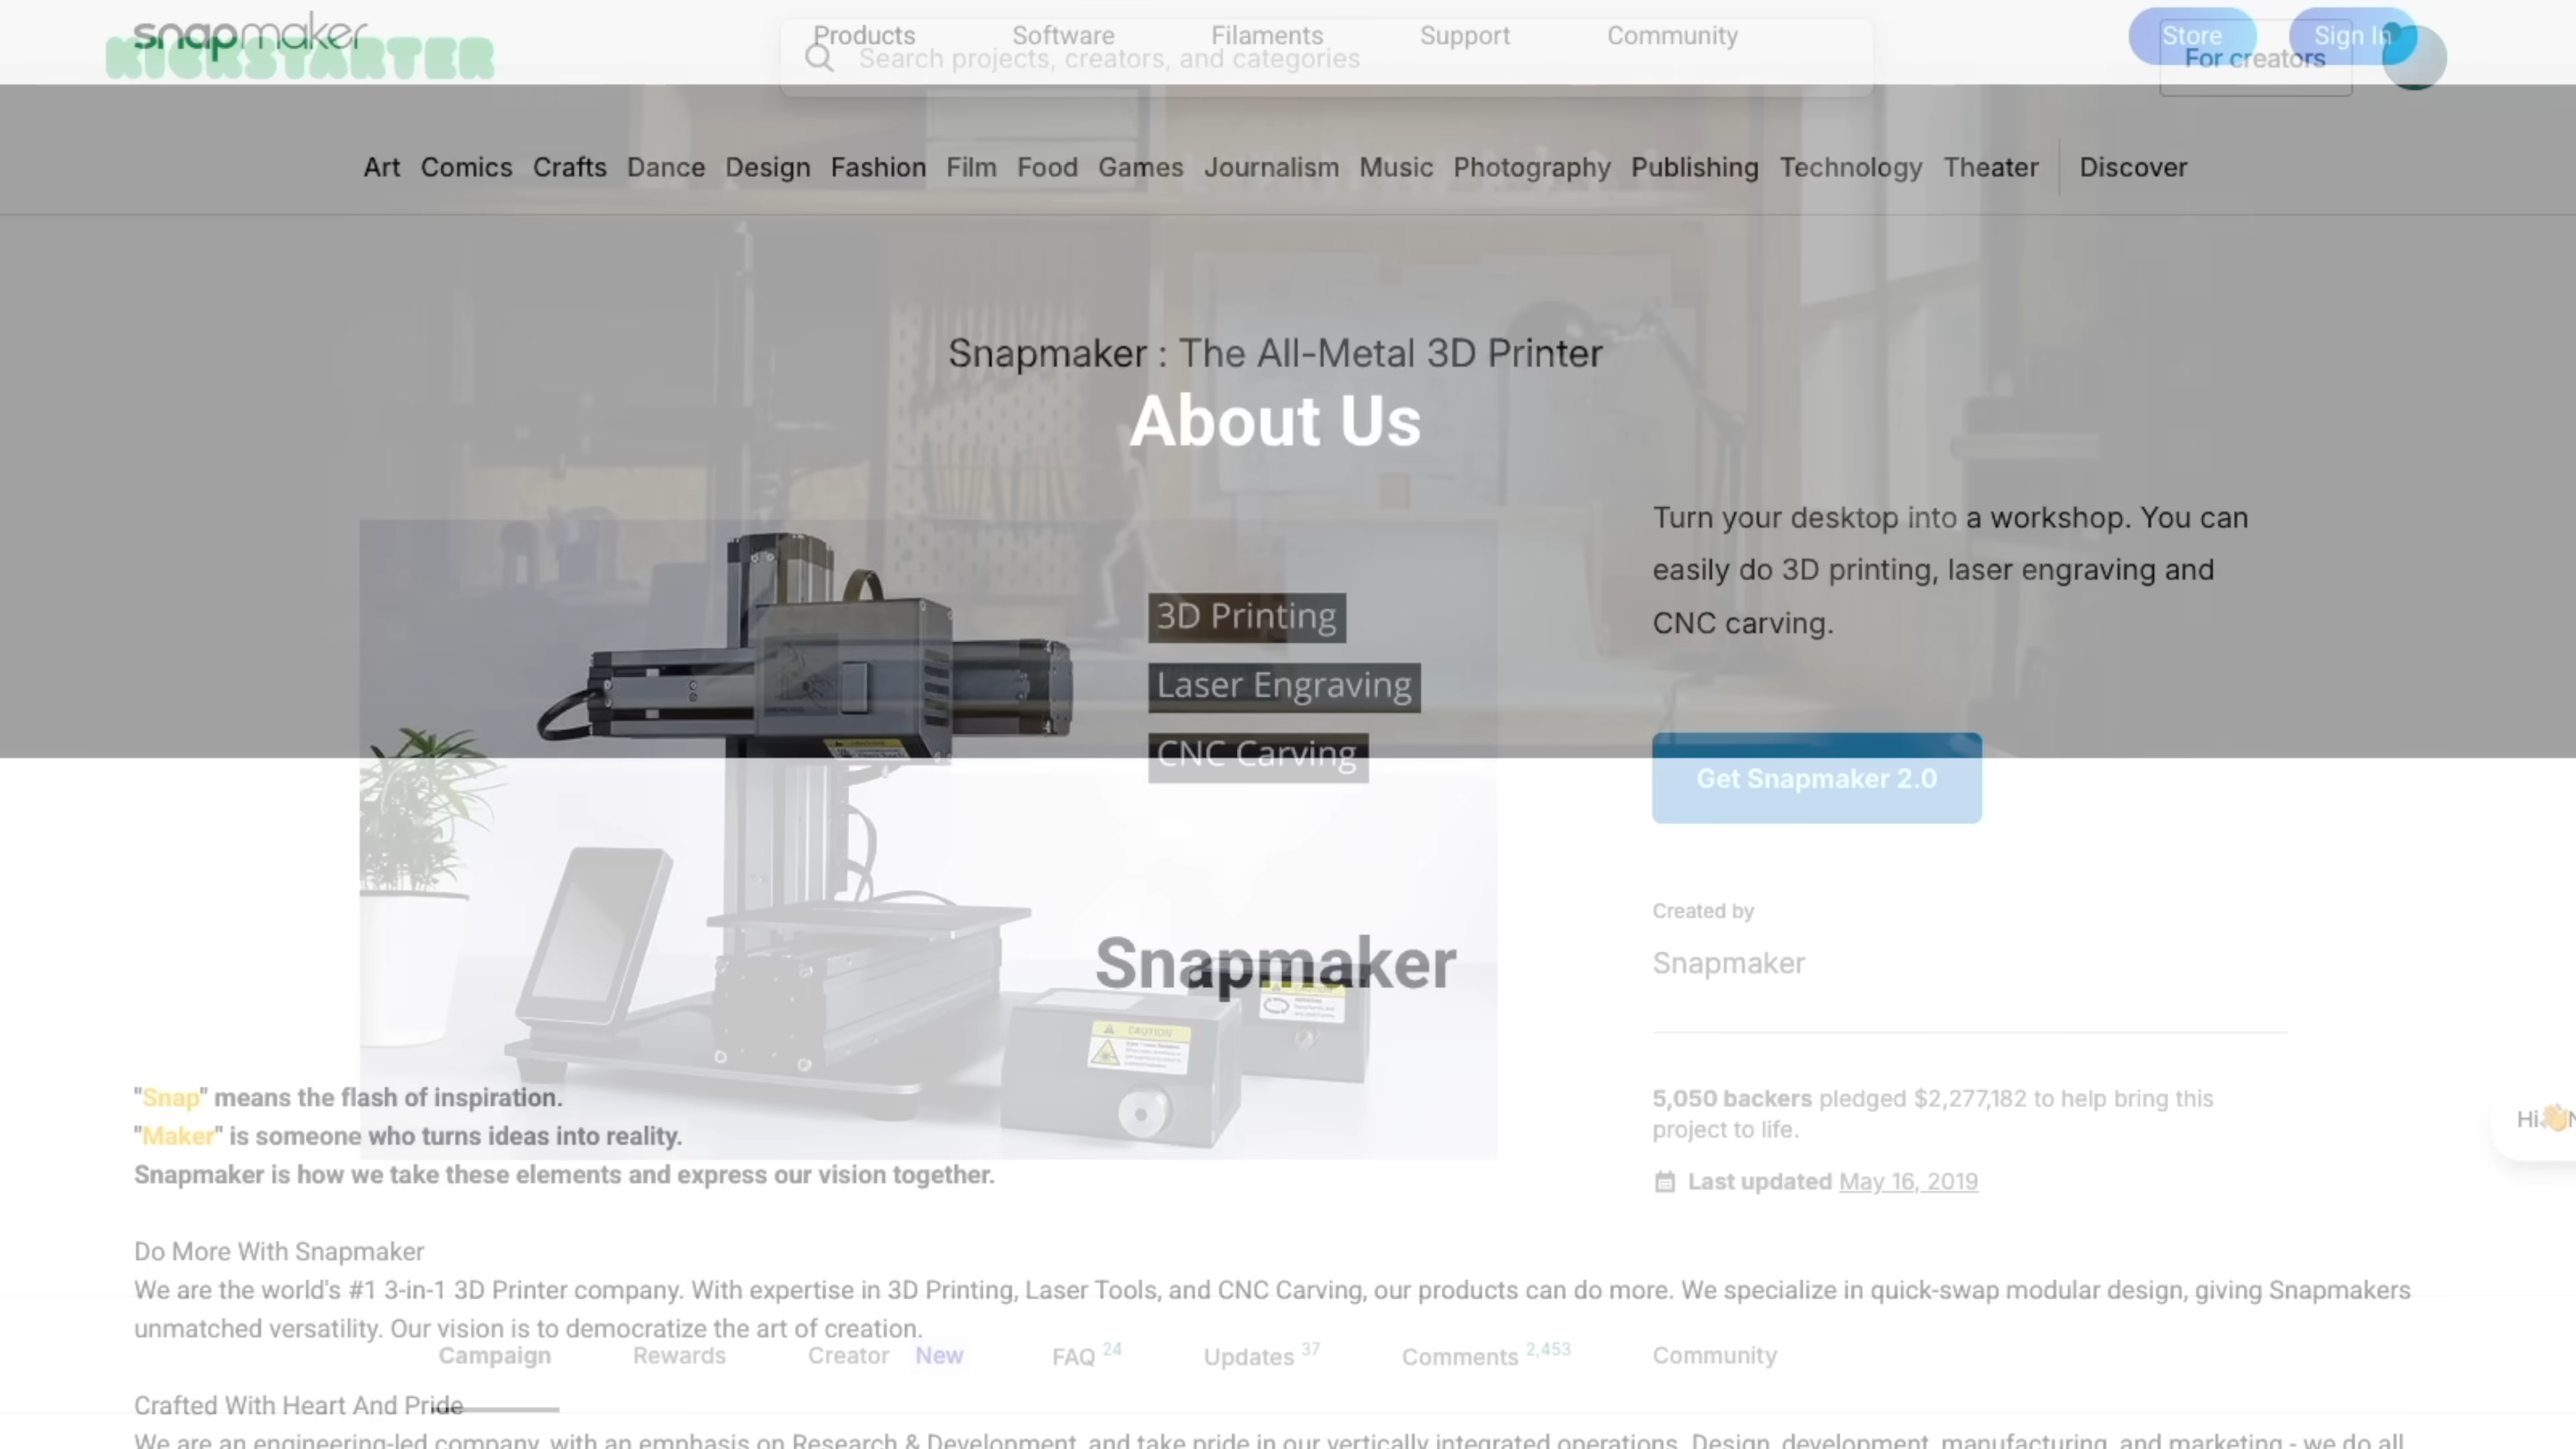 snapmaker
KICKSTARTER
Products Software Filaments Support Community
Store Sign In
Search projects, creators, and categories
For creators
Art Comics Crafts Dance Design Fashion Film Food Games Journalism Music Photography Publishing Technology Theater Discover
Snapmaker : The All-Metal 3D Printer
About Us
Turn your desktop into a workshop. You can
easily do 3D printing, laser engraving and
CNC carving.
3D Printing
Laser Engraving
CNC Carving
Get Snapmaker 2.0
Created by
Snapmaker
Snapmaker
CAUTION
"Snap" means the flash of inspiration.
"Maker" is someone who turns ideas into reality.
Snapmaker is how we take these elements and express our vision together.
5,050 backers pledged $2,277,182 to help bring this
project to life.
Last updated May 16, 2019
Hi
Do More With Snapmaker
We are the world's #1 3-in-1 3D Printer company. With expertise in 3D Printing, Laser Tools, and CNC Carving, our products can do more. We specialize in quick-swap modular design, giving Snapmakers
unmatched versatility. Our vision is to democratize the art of creation.
Campaign Rewards Creator New FAQ 24 Updates 37 Comments 2,453 Community
Crafted With Heart And Pride
We are an engineering-led company, with an emphasis on Research & Development, and take pride in our vertically integrated operations. Design, development, manufacturing, and marketing - we do all